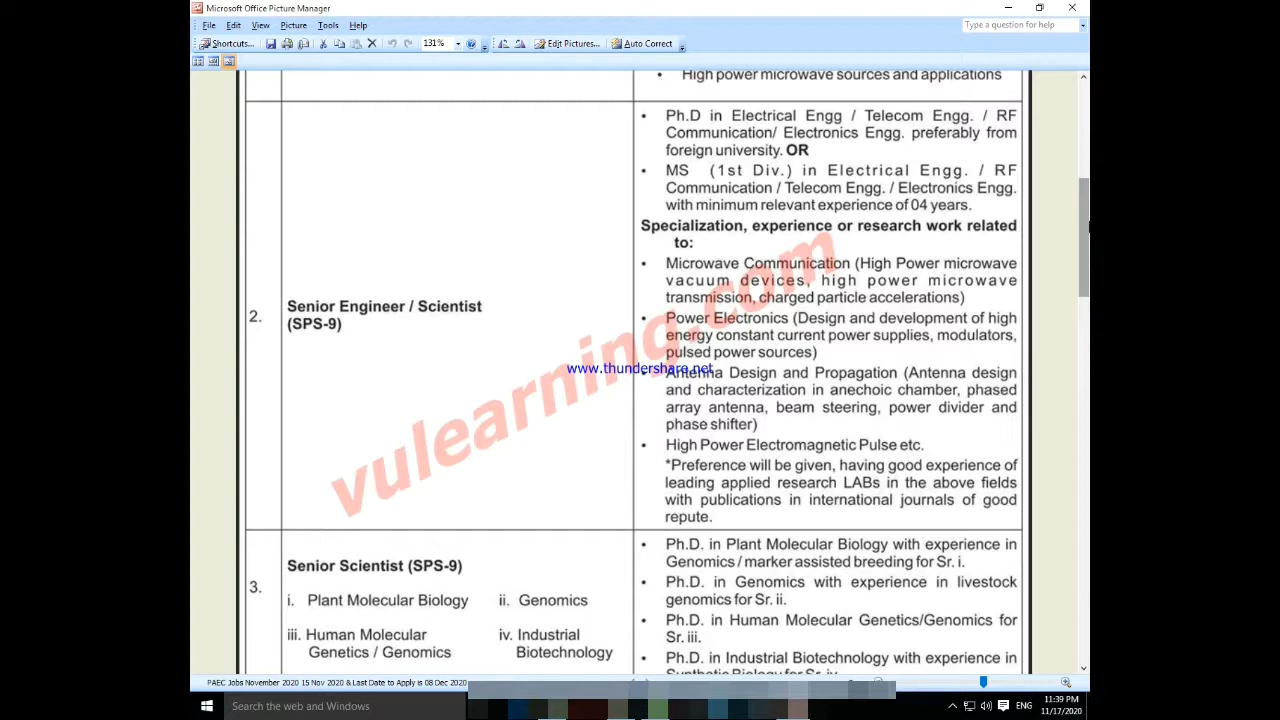 Microsoft Office Picture Manager
File Edit View Picture Tools Help
Type a question for help
Shortcuts...
131%
Edit Pictures...
Auto Correct
• High power microwave sources and applications
2.
Senior Engineer / Scientist
(SPS-9)
• Ph.D in Electrical Engg / Telecom Engg. / RF
Communication/ Electronics Engg. preferably from
foreign university. OR
• MS (1st Div.) in Electrical Engg. / RF
Communication / Telecom Engg. / Electronics Engg.
with minimum relevant experience of 04 years.
Specialization, experience or research work related
to:
• Microwave Communication (High Power microwave
vacuum devices, high power microwave
transmission, charged particle accelerations)
• Power Electronics (Design and development of high
energy constant current power supplies, modulators,
pulsed power sources)
• Antenna Design and Propagation (Antenna design
and characterization in anechoic chamber, phased
array antenna, beam steering, power divider and
phase shifter)
• High Power Electromagnetic Pulse etc.
*Preference will be given, having good experience of
leading applied research LABs in the above fields
with publications in international journals of good
repute.
vulearning.com
www.thundershare.net
3.
Senior Scientist (SPS-9)
i. Plant Molecular Biology ii. Genomics
iii. Human Molecular iv. Industrial
Genetics / Genomics Biotechnology
• Ph.D. in Plant Molecular Biology with experience in
Genomics / marker assisted breeding for Sr. i.
• Ph.D. in Genomics with experience in livestock
genomics for Sr. ii.
• Ph.D. in Human Molecular Genetics/Genomics for
Sr. iii.
• Ph.D. in Industrial Biotechnology with experience in
Synthetic Biology for Sr. iv.
PAEC Jobs November 2020 15 Nov 2020 & Last Date to Apply is 08 Dec 2020
Search the web and Windows
ENG
11:39 PM
11/17/2020